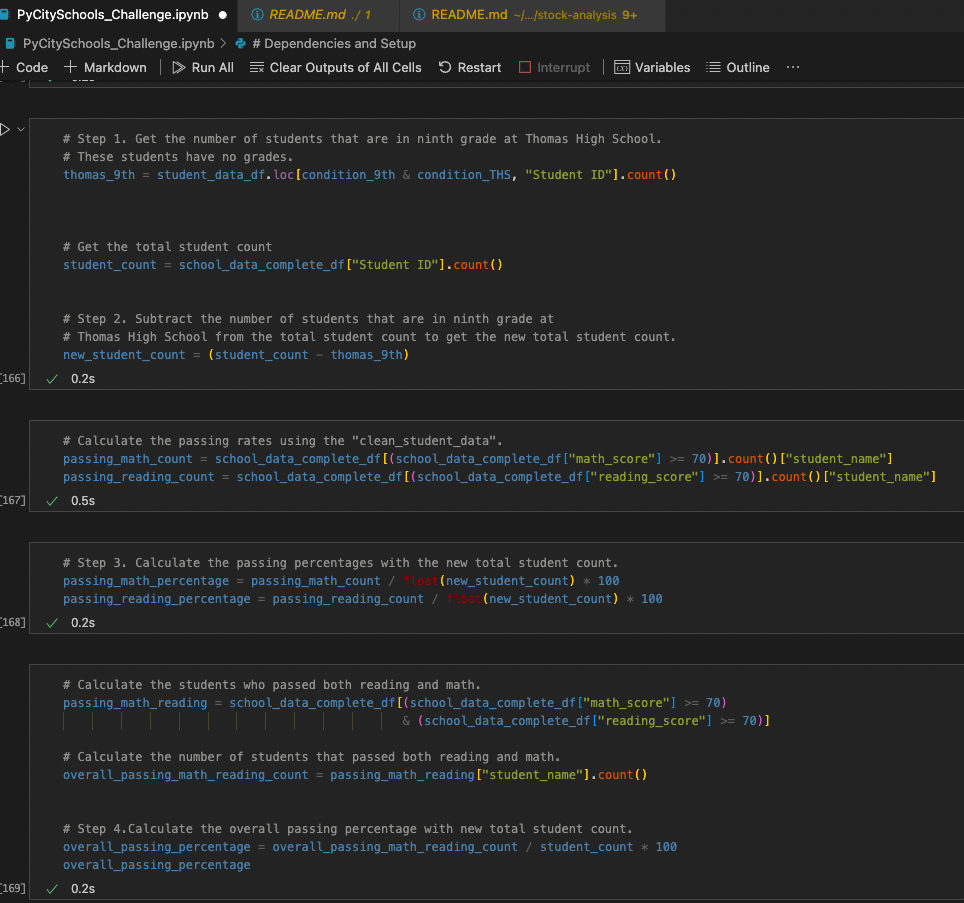 PyCitySchools_Challenge.ipynb ● README.md ./ 1 README.md ~/.../stock-analysis 9+
PyCitySchools_Challenge.ipynb > # Dependencies and Setup
+ Code + Markdown Run All Clear Outputs of All Cells Restart Interrupt Variables Outline ...
# Step 1. Get the number of students that are in ninth grade at Thomas High School.
# These students have no grades.
thomas_9th = student_data_df.loc[condition_9th & condition_THS, "Student ID"].count()
# Get the total student count
student_count = school_data_complete_df["Student ID"].count()
# Step 2. Subtract the number of students that are in ninth grade at
# Thomas High School from the total student count to get the new total student count.
new_student_count = (student_count - thomas_9th)
[166] ✓ 0.2s
# Calculate the passing rates using the "clean_student_data".
passing_math_count = school_data_complete_df[(school_data_complete_df["math_score"] >= 70)].count()["student_name"]
passing_reading_count = school_data_complete_df[(school_data_complete_df["reading_score"] >= 70)].count()["student_name"]
[167] ✓ 0.5s
# Step 3. Calculate the passing percentages with the new total student count.
passing_math_percentage = passing_math_count / float(new_student_count) * 100
passing_reading_percentage = passing_reading_count / float(new_student_count) * 100
[168] ✓ 0.2s
# Calculate the students who passed both reading and math.
passing_math_reading = school_data_complete_df[(school_data_complete_df["math_score"] >= 70)
& (school_data_complete_df["reading_score"] >= 70)]
# Calculate the number of students that passed both reading and math.
overall_passing_math_reading_count = passing_math_reading["student_name"].count()
# Step 4.Calculate the overall passing percentage with new total student count.
overall_passing_percentage = overall_passing_math_reading_count / student_count * 100
overall_passing_percentage
[169] ✓ 0.2s